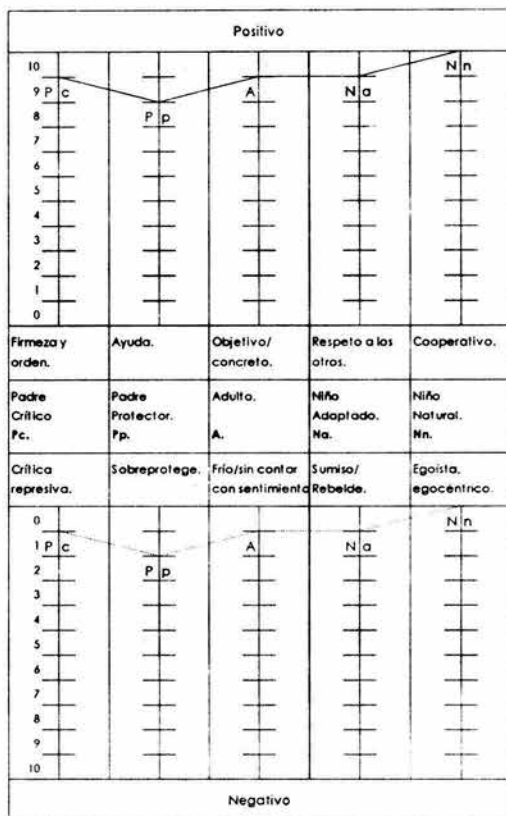 Positivo
10
N n
9 P c A N a
8 P p
7
6
5
4
3
2
1
0
Firmeza y Ayuda. Objetivo/ Respeto a los Cooperativo.
orden. concreto. otros.
Padre Padre Adulto. Niño Niño
Crítico Protector. Adaptado. Natural.
Pc. Pp. A. Na. Nn.
Crítica Sobreprotege. Frío/sin contar Sumiso/ Egoísta,
represiva. con sentimiento Rebelde. egocéntrico.
0 N n
1 P c A N a
2 P p
3
4
5
6
7
8
9
10
Negativo